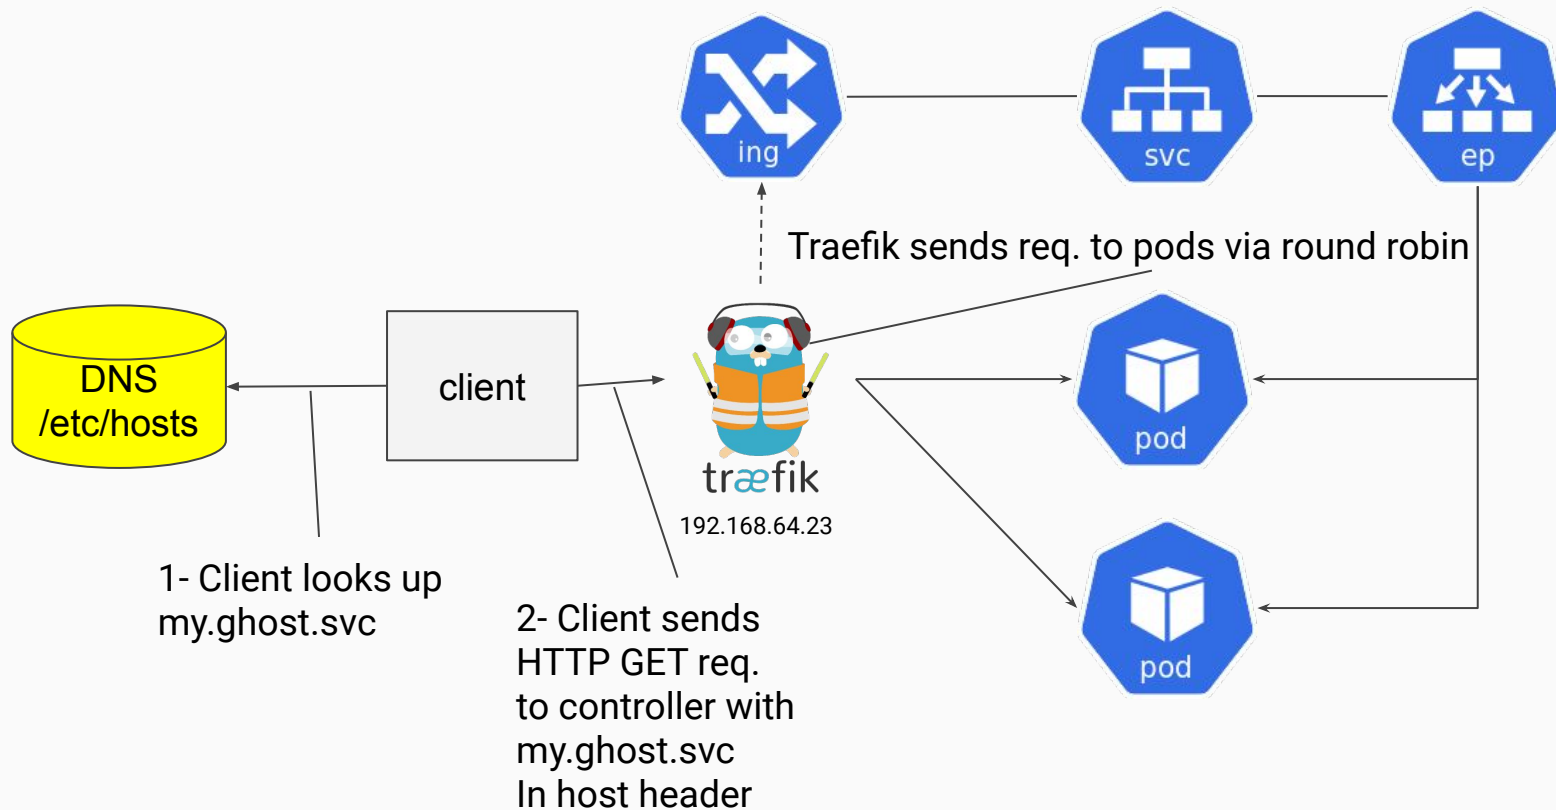 ing
svc
ep
Traefik sends req. to pods via round robin
DNS
/etc/hosts
client
træfik
192.168.64.23
pod
pod
1- Client looks up
my.ghost.svc
2- Client sends
HTTP GET req.
to controller with
my.ghost.svc
In host header